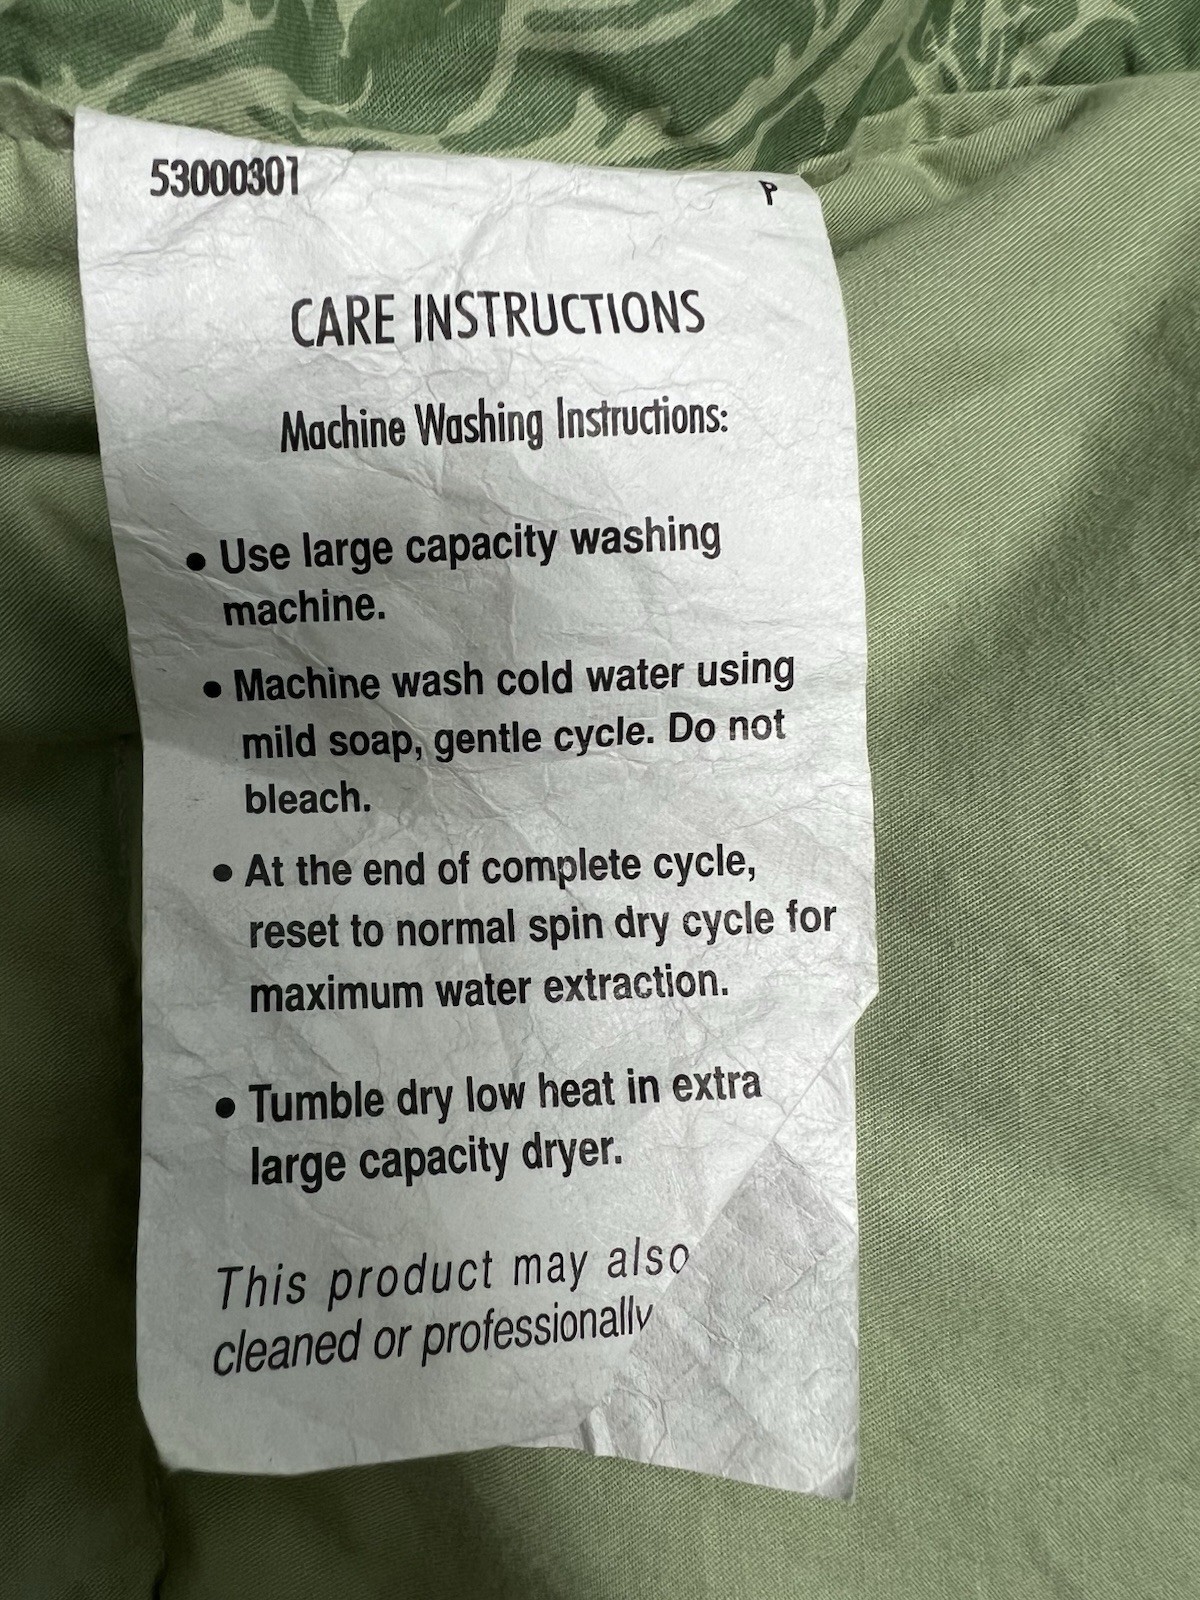 53000301
P
CARE INSTRUCTIONS
Machine Washing Instructions:
• Use large capacity washing
machine.
• Machine wash cold water using
mild soap, gentle cycle. Do not
bleach.
• At the end of complete cycle,
reset to normal spin dry cycle for
maximum water extraction.
• Tumble dry low heat in extra
large capacity dryer.
This product may also
cleaned or professionally